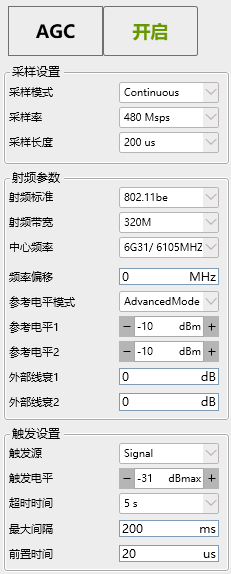 AGC 开启
采样设置
采样模式 Continuous
采样率 480 Msps
采样长度 200 us
射频参数
射频标准 802.11be
射频带宽 320M
中心频率 6G31/ 6105MHZ
频率偏移 0 MHz
参考电平模式 AdvancedMode
参考电平1 − -10 dBm +
参考电平2 − -10 dBm +
外部线衰1 0 dB
外部线衰2 0 dB
触发设置
触发源 Signal
触发电平 − -31 dBmax +
超时时间 5 s
最大间隔 200 ms
前置时间 20 us